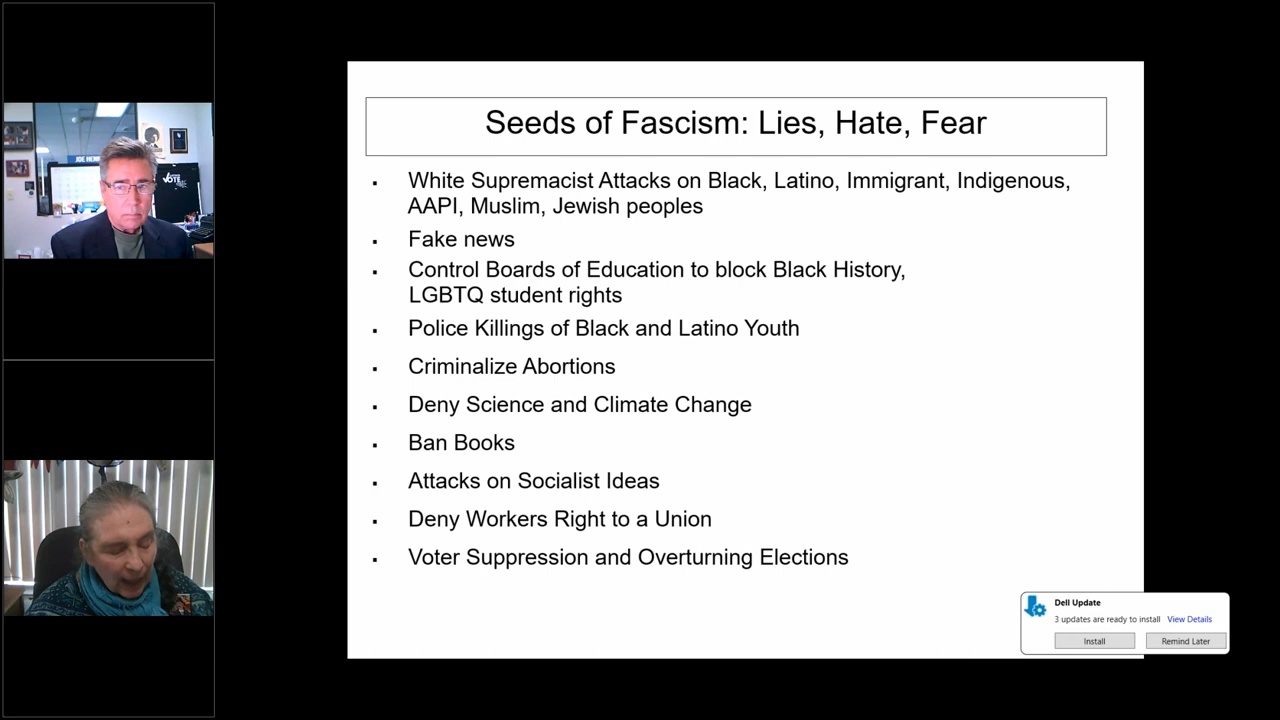 JOE HENR
VOTE
Seeds of Fascism: Lies, Hate, Fear
▪ White Supremacist Attacks on Black, Latino, Immigrant, Indigenous,
AAPI, Muslim, Jewish peoples
▪ Fake news
▪ Control Boards of Education to block Black History,
LGBTQ student rights
▪ Police Killings of Black and Latino Youth
▪ Criminalize Abortions
▪ Deny Science and Climate Change
▪ Ban Books
▪ Attacks on Socialist Ideas
▪ Deny Workers Right to a Union
▪ Voter Suppression and Overturning Elections
Dell Update
3 updates are ready to install View Details
Install Remind Later